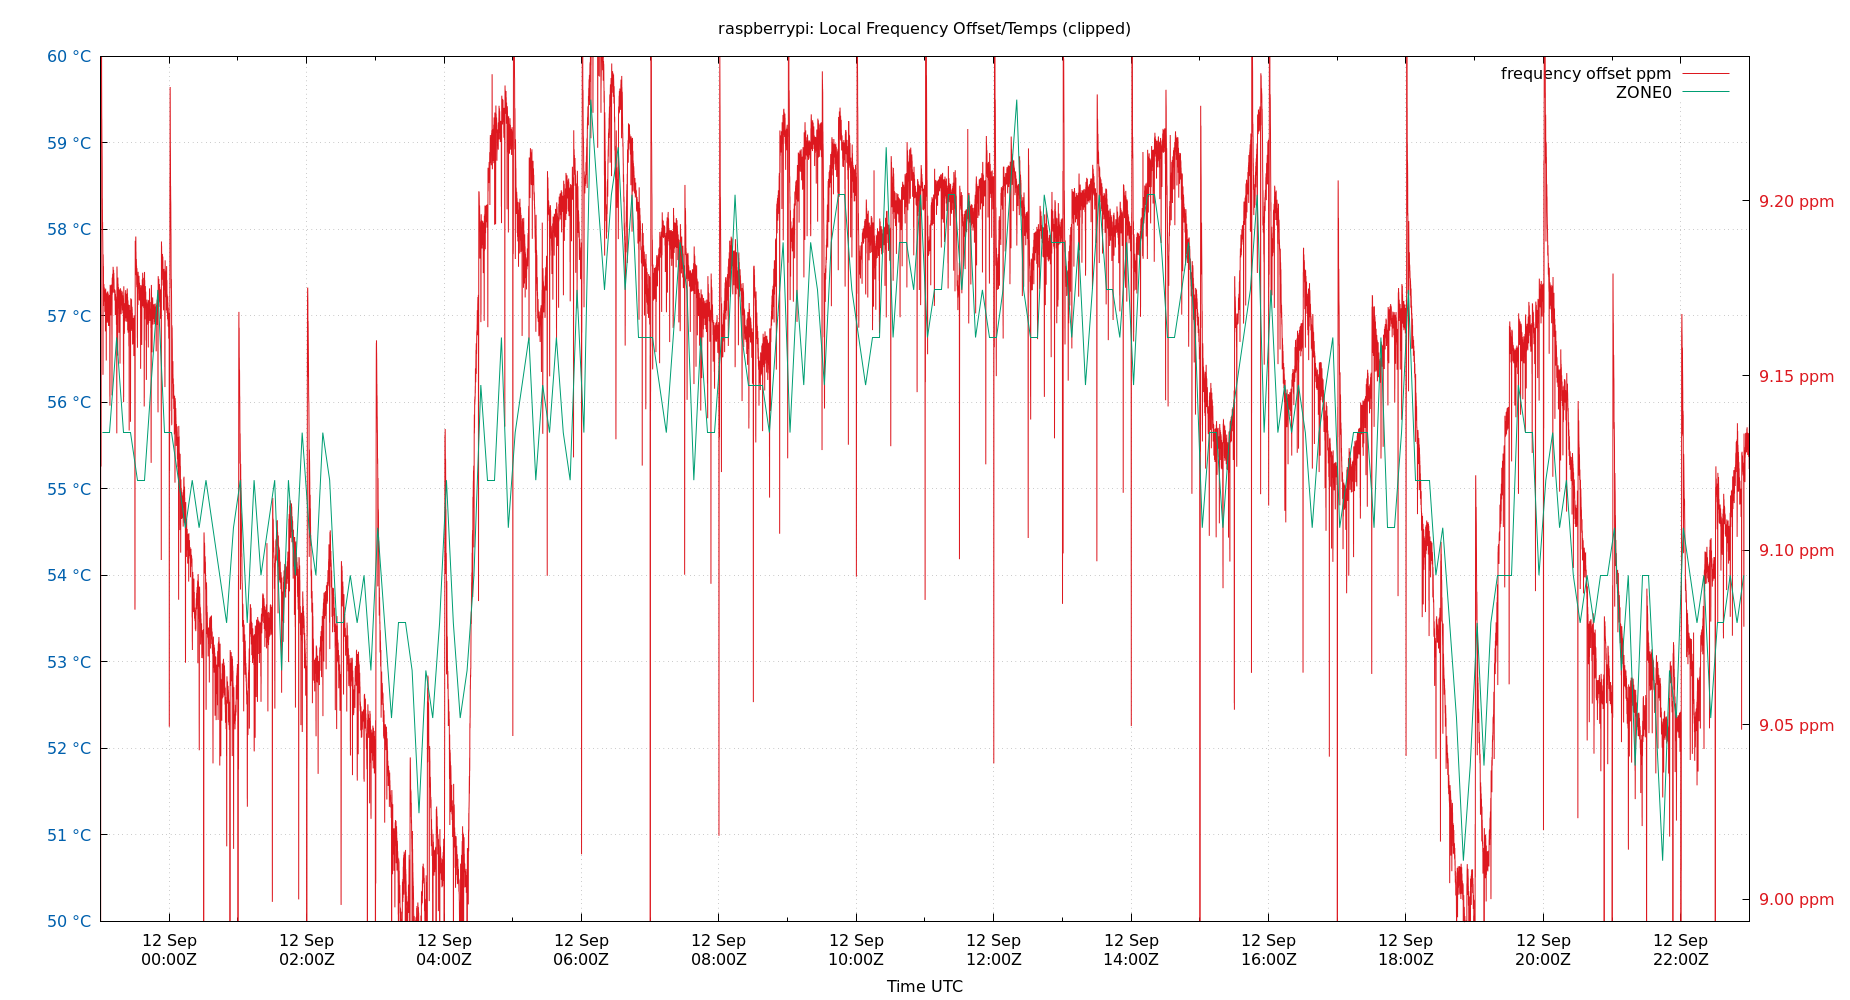 raspberrypi: Local Frequency Offset/Temps (clipped)
frequency offset ppm
ZONE0
60 °C
59 °C
58 °C
57 °C
56 °C
55 °C
54 °C
53 °C
52 °C
51 °C
50 °C
9.20 ppm
9.15 ppm
9.10 ppm
9.05 ppm
9.00 ppm
12 Sep
00:00Z
12 Sep
02:00Z
12 Sep
04:00Z
12 Sep
06:00Z
12 Sep
08:00Z
12 Sep
10:00Z
12 Sep
12:00Z
12 Sep
14:00Z
12 Sep
16:00Z
12 Sep
18:00Z
12 Sep
20:00Z
12 Sep
22:00Z
Time UTC